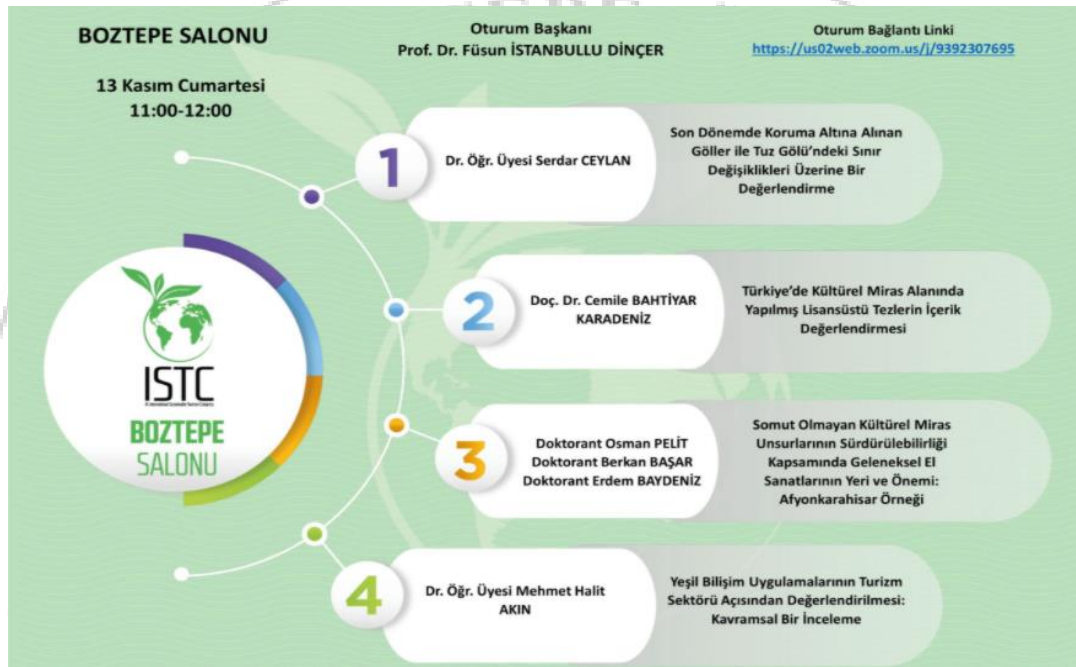 BOZTEPE SALONU
13 Kasım Cumartesi
11:00-12:00
Oturum Başkanı
Prof. Dr. Füsun İSTANBULLU DİNÇER
Oturum Bağlantı Linki
https://us02web.zoom.us/j/9392307695
1
Dr. Öğr. Üyesi Serdar CEYLAN
Son Dönemde Koruma Altına Alınan
Göller ile Tuz Gölü’ndeki Sınır
Değişiklikleri Üzerine Bir
Değerlendirme
2
Doç. Dr. Cemile BAHTİYAR
KARADENİZ
Türkiye’de Kültürel Miras Alanında
Yapılmış Lisansüstü Tezlerin İçerik
Değerlendirmesi
ISTC
BOZTEPE
SALONU
3
Doktorant Osman PELİT
Doktorant Berkan BAŞAR
Doktorant Erdem BAYDENİZ
Somut Olmayan Kültürel Miras
Unsurlarının Sürdürülebilirliği
Kapsamında Geleneksel El
Sanatlarının Yeri ve Önemi:
Afyonkarahisar Örneği
4
Dr. Öğr. Üyesi Mehmet Halit
AKIN
Yeşil Bilişim Uygulamalarının Turizm
Sektörü Açısından Değerlendirilmesi:
Kavramsal Bir İnceleme